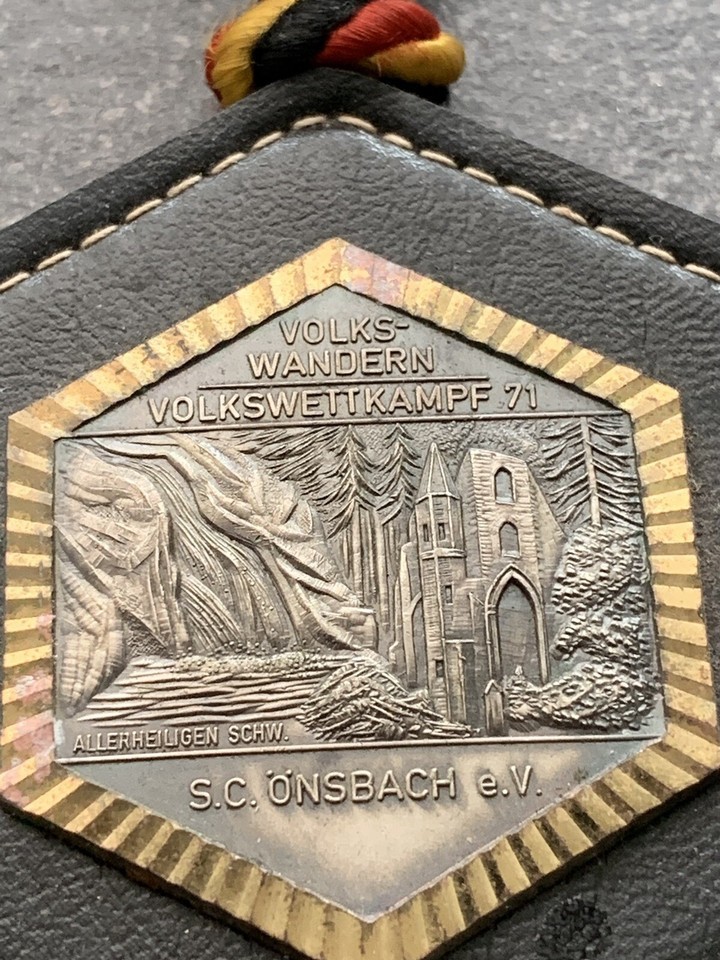 VOLKS-
WANDERN
VOLKSWETTKAMPF 71
ALLERHEILIGEN SCHW.
S.C. ÖNSBACH e.V.